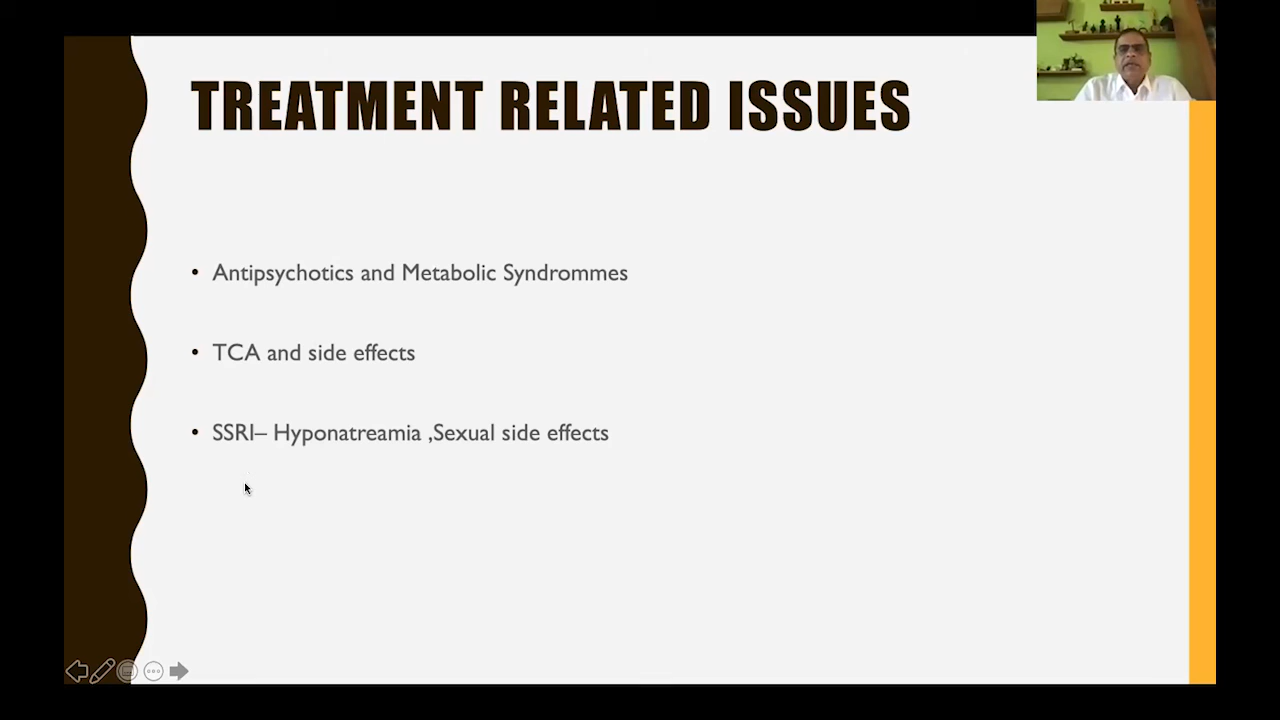 TREATMENT RELATED ISSUES
• Antipsychotics and Metabolic Syndrommes
• TCA and side effects
• SSRI– Hyponatreamia ,Sexual side effects